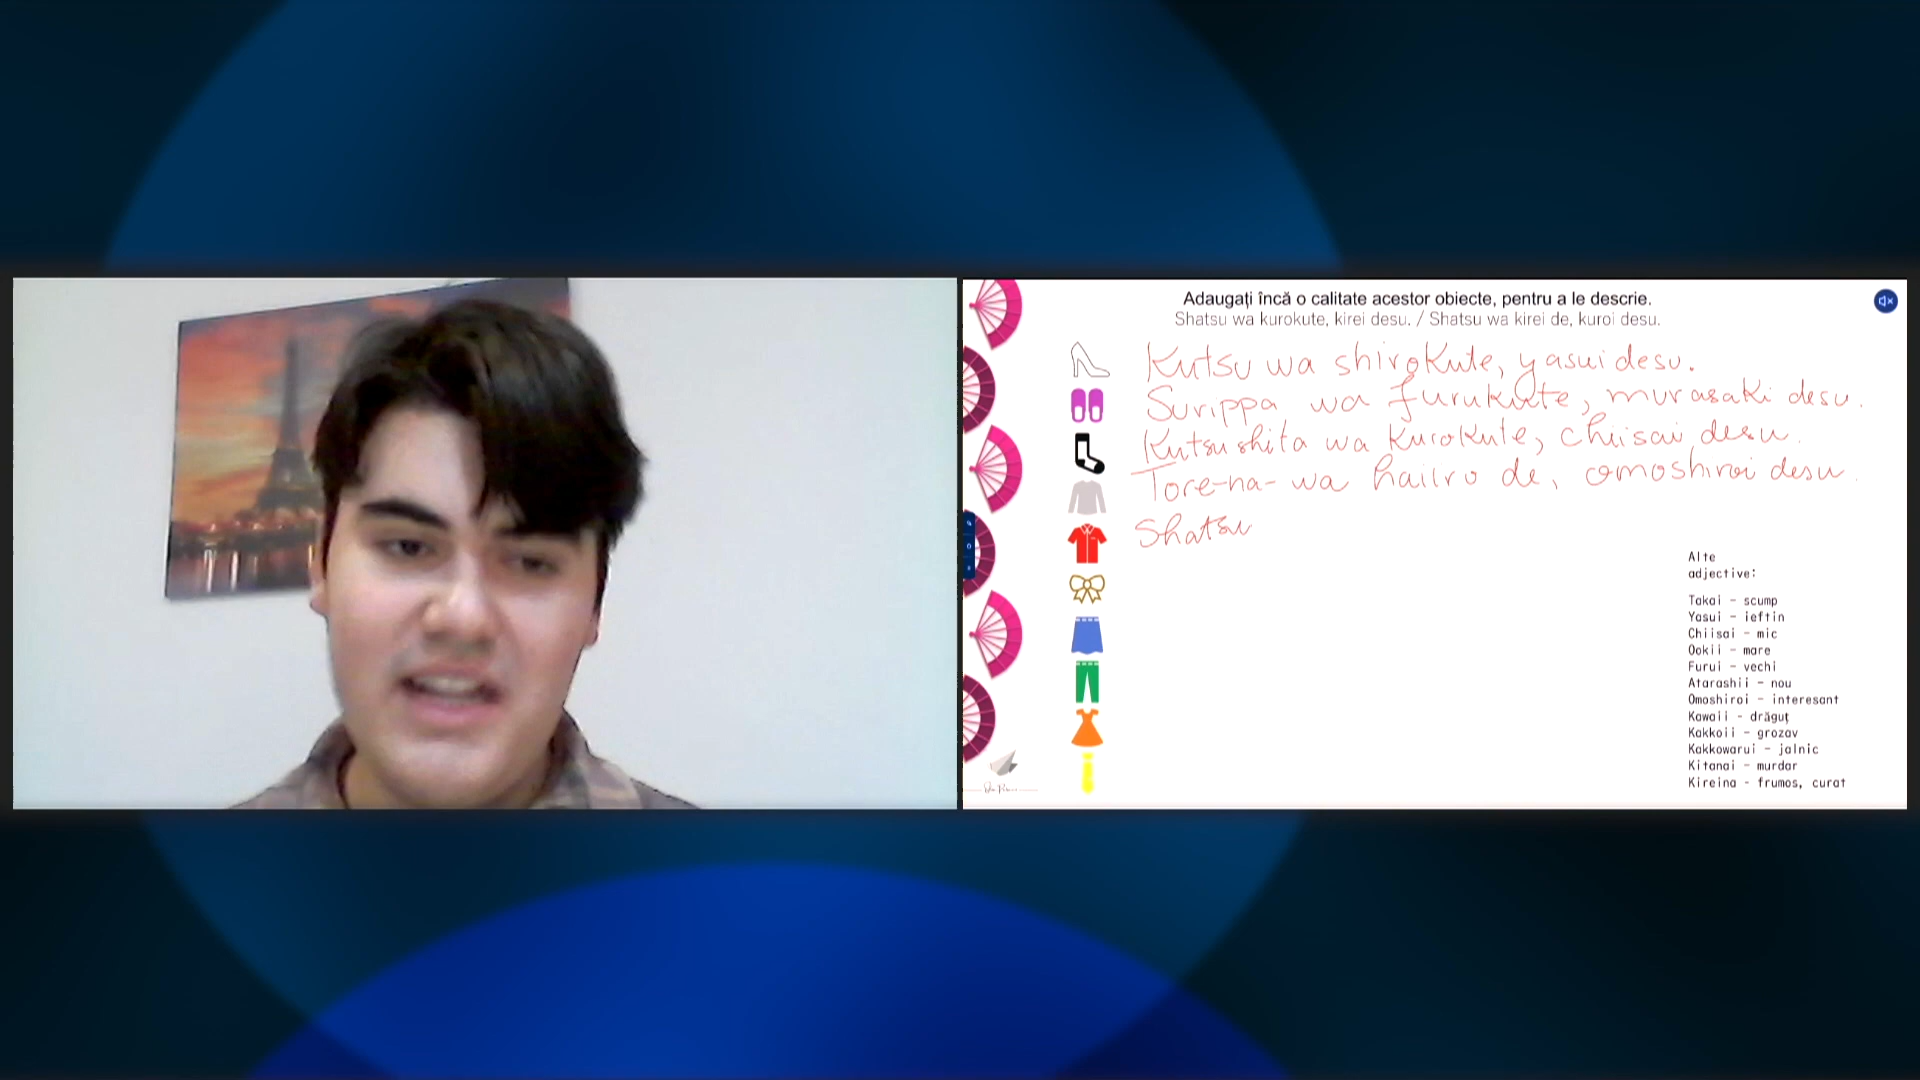 Adaugați încă o calitate acestor obiecte, pentru a le descrie.
Shatsu wa kurokute, kirei desu. / Shatsu wa kirei de, kuroi desu.
Kutsu wa shirokute, yasui desu.
Surippa wa furukute, murasaki desu.
Kutsushita wa kurokute, chiisai desu.
Tore-na- wa hailro de, omoshiroi desu.
Shatsu
Alte
adjective:
Takai - scump
Yasui - ieftin
Chiisai - mic
Ookii - mare
Furui - vechi
Atarashii - nou
Omoshiroi - interesant
Kawaii - drăguț
Kakkoii - grozav
Kakkowarui - jalnic
Kitanai - murdar
Kireina - frumos, curat